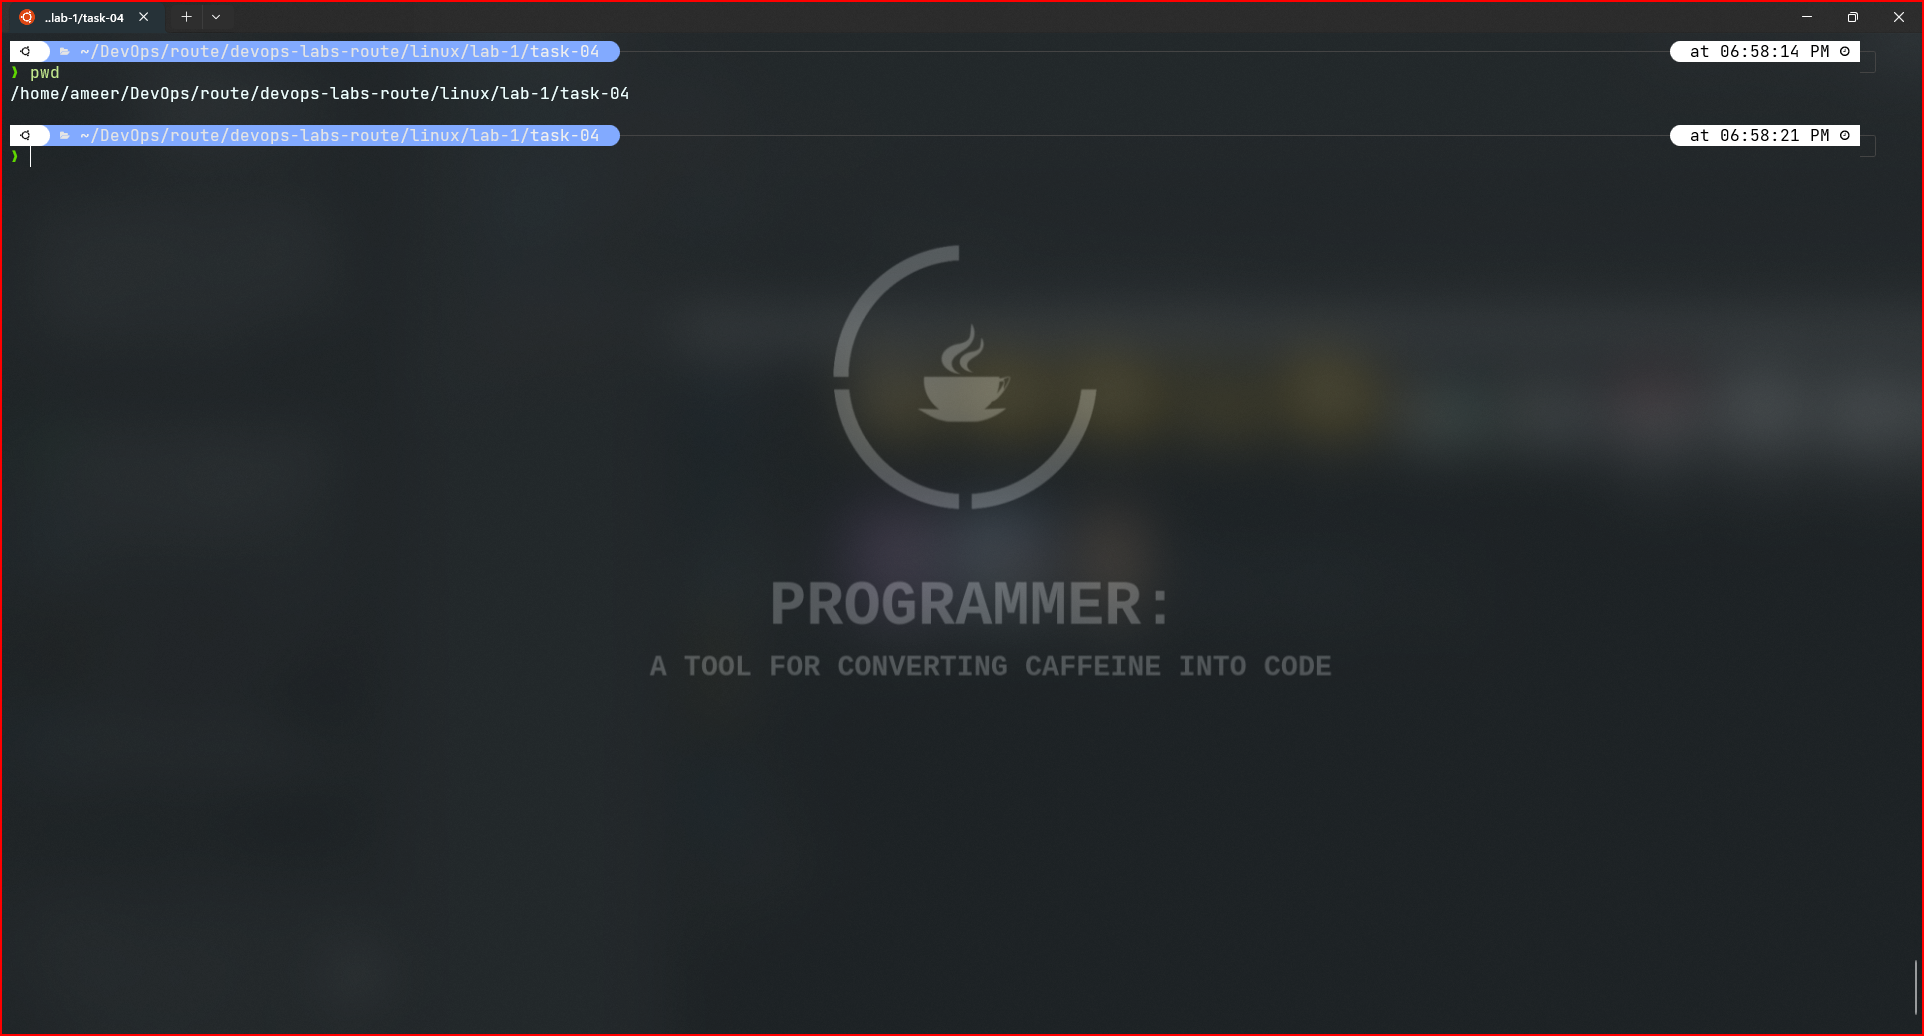 ..lab-1/task-04
~/DevOps/route/devops-labs-route/linux/lab-1/task-04 at 06:58:14 PM
❯ pwd
/home/ameer/DevOps/route/devops-labs-route/linux/lab-1/task-04
~/DevOps/route/devops-labs-route/linux/lab-1/task-04 at 06:58:21 PM
❯
PROGRAMMER:
A TOOL FOR CONVERTING CAFFEINE INTO CODE